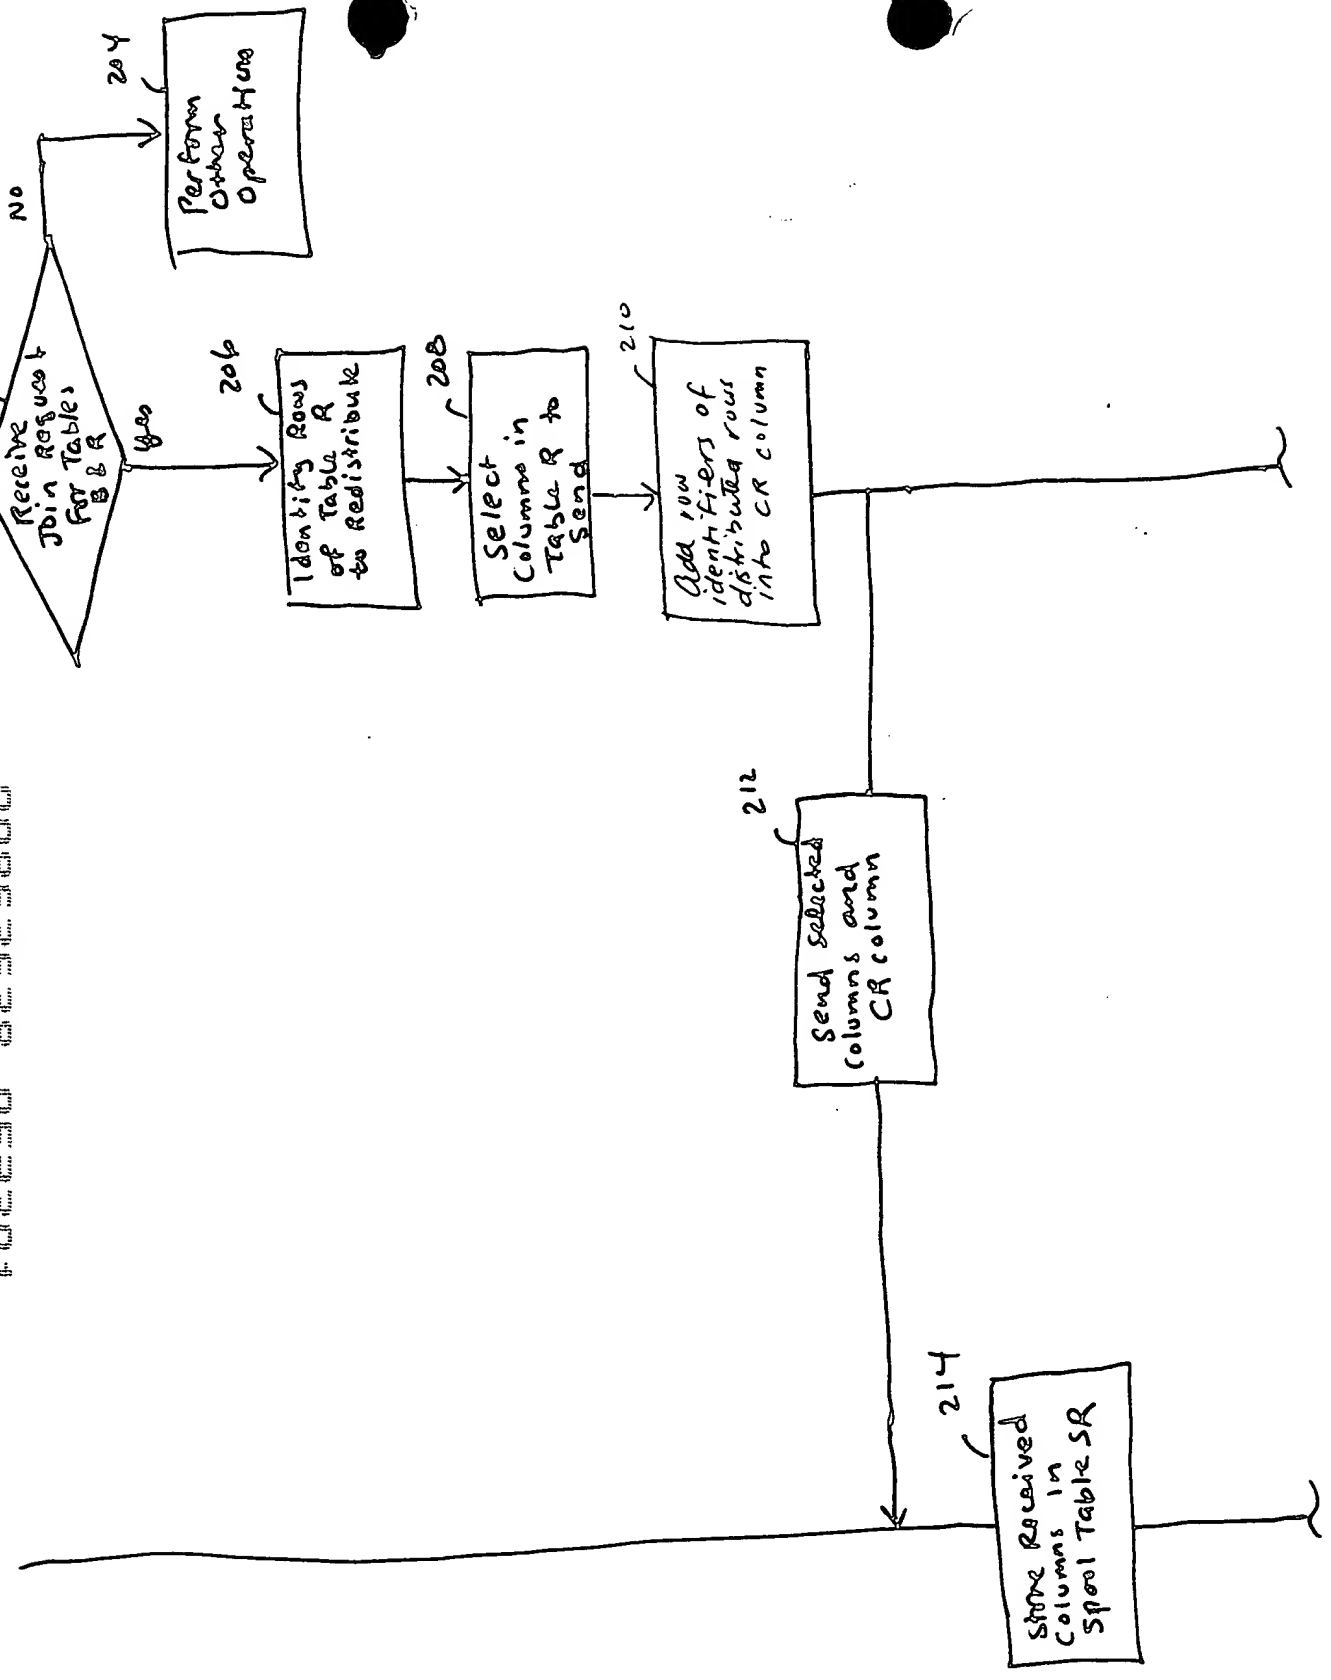 NO
204
Perform
Other
Operations
Receive
Join Request
For Tables
B & R
Yes
206
Identify Rows
of Table R
to Redistribute
208
Select
Columns in
Table R to
Send
210
Add row
identifiers of
distributed rows
into CR column
212
Send selected
columns and
CR column
214
Store Received
Columns in
Spool Table SR